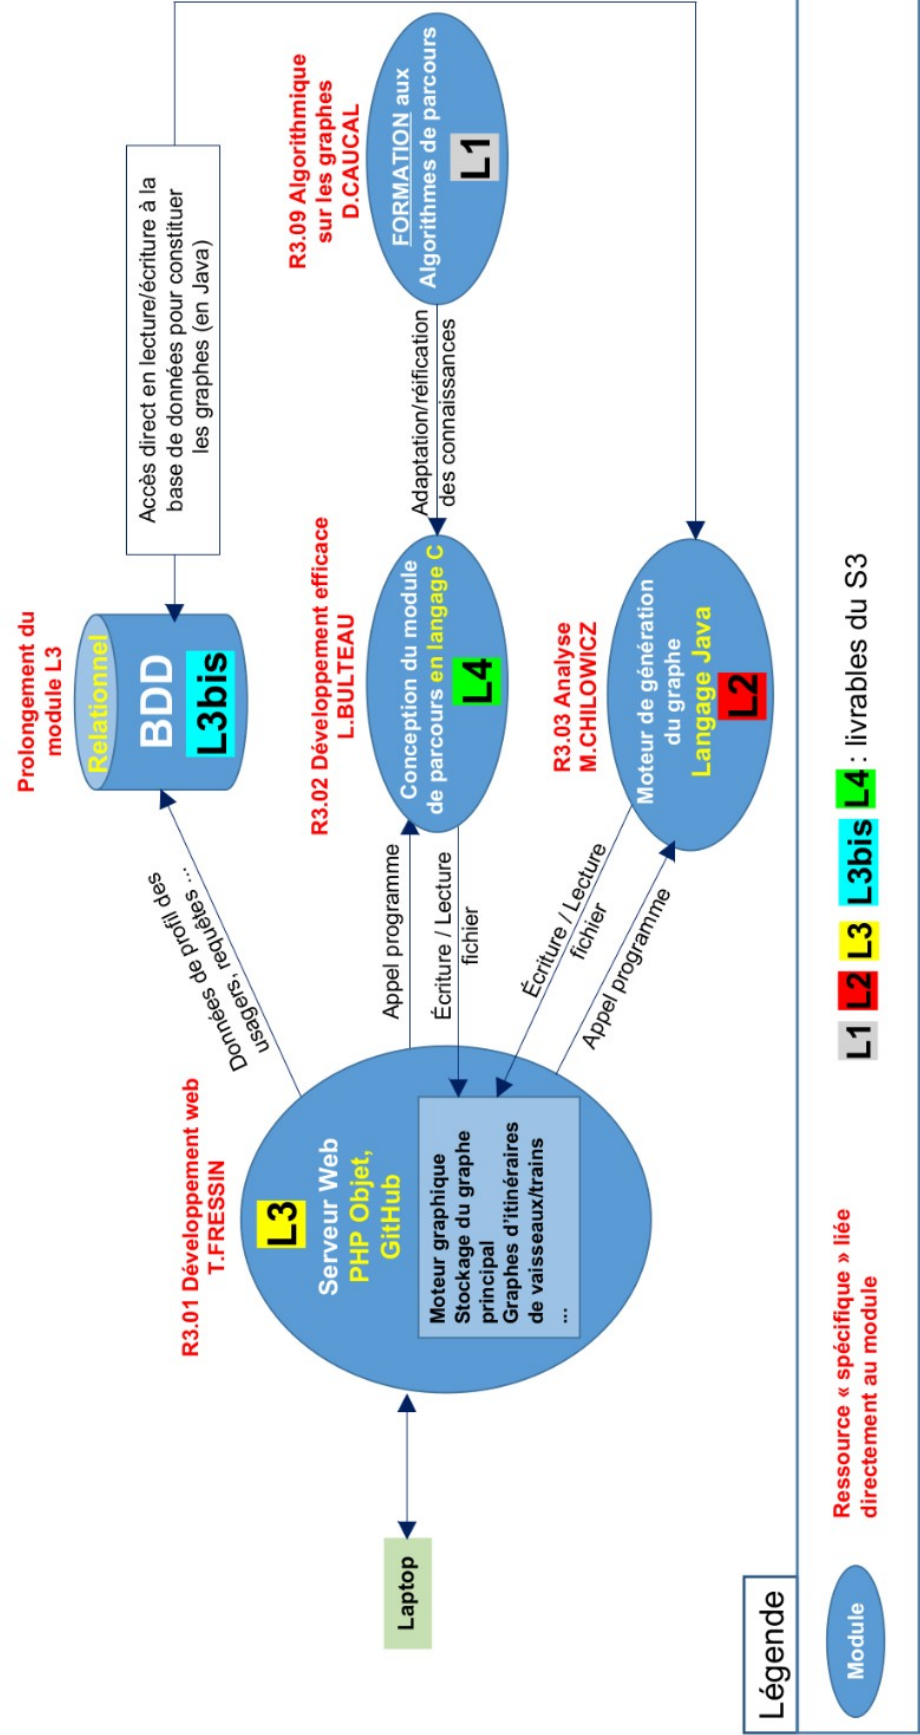 Prolongement du
module L3
Relationnel
BDD
L3bis
Accès direct en lecture/écriture à la
base de données pour constituer
les graphes (en Java)
Données de profil des
usagers, requêtes ...
R3.01 Développement web
T.FRESSIN
L3
Serveur Web
PHP Objet,
GitHub
Moteur graphique
Stockage du graphe
principal
Graphes d’itinéraires
de vaisseaux/trains
...
Laptop
Appel programme
Écriture / Lecture
fichier
R3.02 Développement efficace
L.BULTEAU
Conception du module
de parcours en langage C
L4
Adaptation/réification
des connaissances
R3.09 Algorithmique
sur les graphes
D.CAUCAL
FORMATION aux
Algorithmes de parcours
L1
Écriture / Lecture
fichier
Appel programme
R3.03 Analyse
M.CHILOWICZ
Moteur de génération
du graphe
Langage Java
L2
Légende
Module
Ressource « spécifique » liée
directement au module
L1 L2 L3 L3bis L4 : livrables du S3